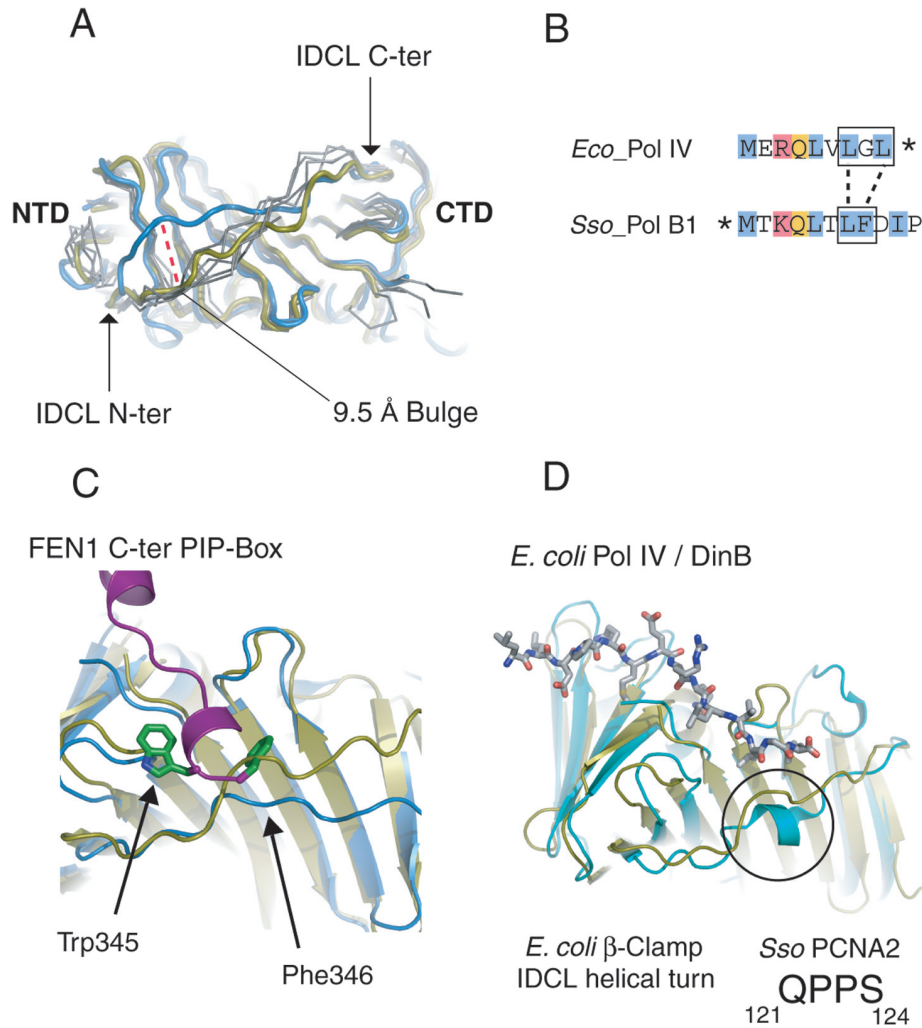 A
IDCL C-ter
NTD
CTD
IDCL N-ter
9.5 Å Bulge
B
Eco_Pol IV MERQLVLGL*
Sso_Pol B1 *MTKQLTLFDIP
C
FEN1 C-ter PIP-Box
Trp345
Phe346
D
E. coli Pol IV / DinB
E. coli β-Clamp
IDCL helical turn
Sso PCNA2
QPPS
121 124